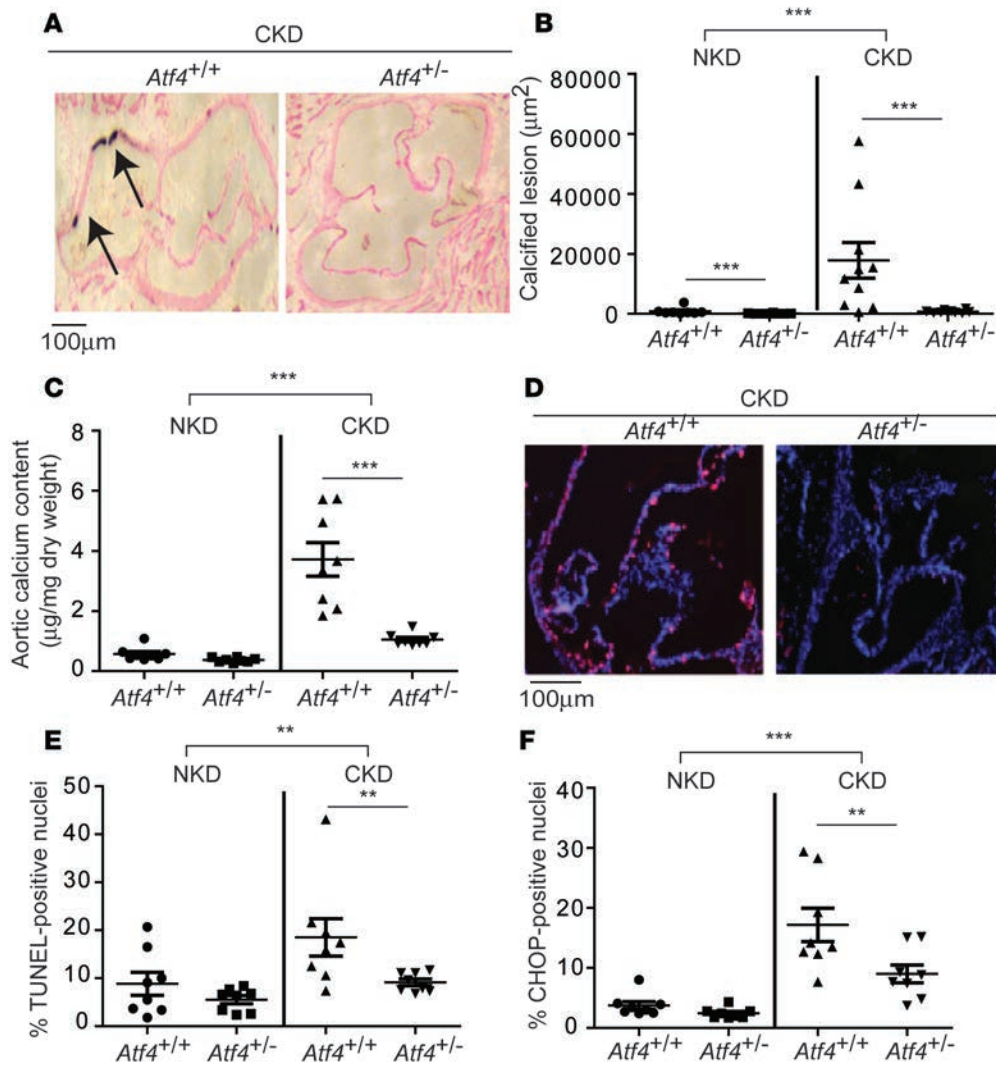 A
CKD
Atf4+/+
Atf4+/-
100µm
B
***
NKD
CKD
***
***
Calcified lesion (µm2)
80000
60000
40000
20000
0
Atf4+/+
Atf4+/-
Atf4+/+
Atf4+/-
C
***
NKD
CKD
***
Aortic calcium content
(µg/mg dry weight)
8
6
4
2
0
Atf4+/+
Atf4+/-
Atf4+/+
Atf4+/-
D
CKD
Atf4+/+
Atf4+/-
100µm
E
**
NKD
CKD
**
% TUNEL-positive nuclei
50
40
30
20
10
0
Atf4+/+
Atf4+/-
Atf4+/+
Atf4+/-
F
***
NKD
CKD
**
% CHOP-positive nuclei
40
30
20
10
0
Atf4+/+
Atf4+/-
Atf4+/+
Atf4+/-